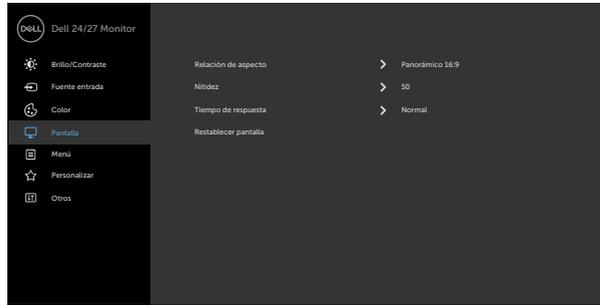 DELL Dell 24/27 Monitor
Brillo/Contraste
Relación de aspecto Panorámico 16:9
Fuente entrada
Nitidez 50
Color
Tiempo de respuesta Normal
Pantalla
Restablecer pantalla
Menú
Personalizar
Otros